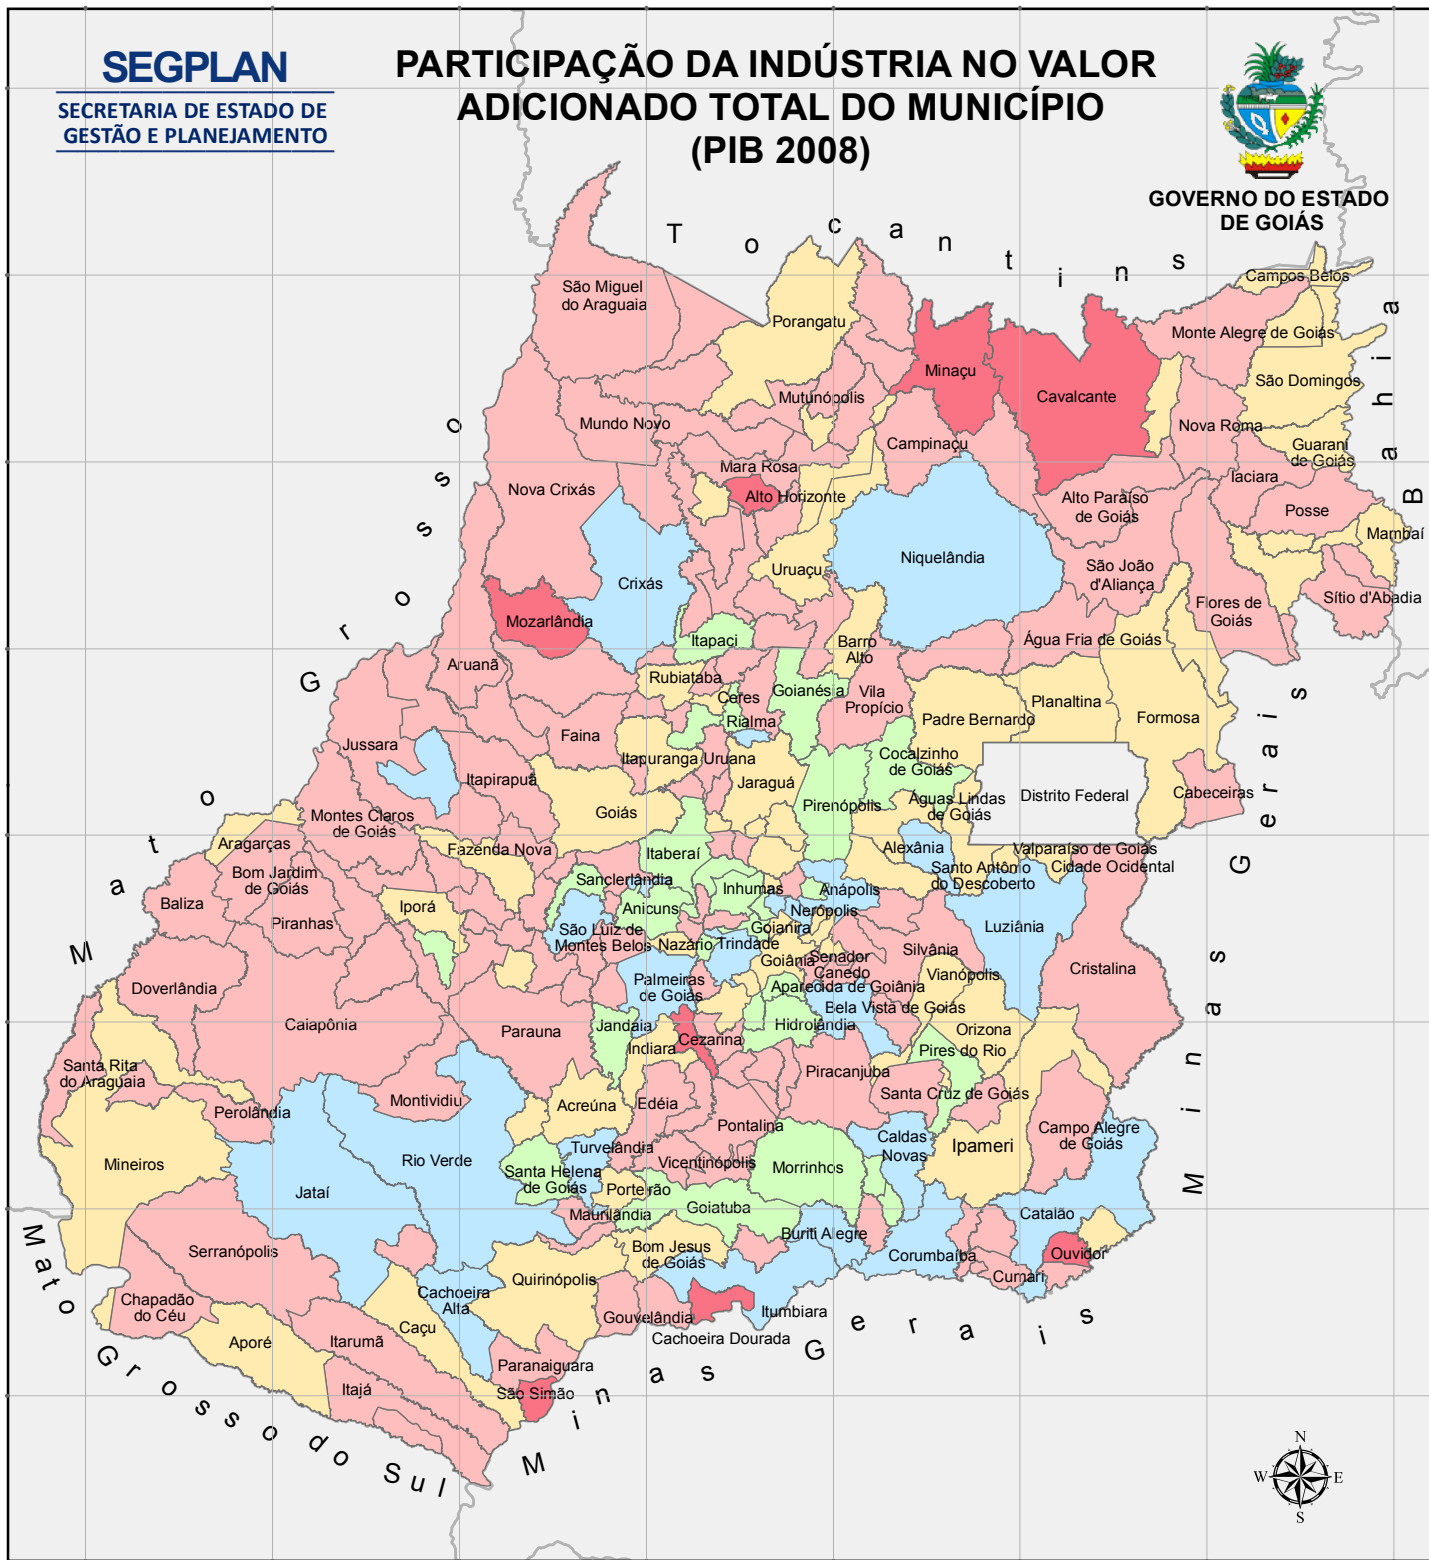 SEGPLAN
SECRETARIA DE ESTADO DE
GESTÃO E PLANEJAMENTO
PARTICIPAÇÃO DA INDÚSTRIA NO VALOR
ADICIONADO TOTAL DO MUNICÍPIO
(PIB 2008)
GOVERNO DO ESTADO
DE GOIÁS
Tocantins
Bahia
Mato Grosso
Minas Gerais
Mato Grosso do Sul
Minas Gerais
Campos Belos
São Miguel
do Araguaia
Porangatu
Monte Alegre de Goiás
Minaçu
Cavalcante
São Domingos
Mutunópolis
Mundo Novo
Nova Roma
Campinaçu
Guarani
de Goiás
Mara Rosa
Iaciara
Nova Crixás
Alto Horizonte
Alto Paraíso
de Goiás
Posse
Mambaí
Niquelândia
Uruaçu
Crixás
São João
d'Aliança
Sítio d'Abadia
Flores de
Goiás
Mozarlândia
Itapaci
Barro
Alto
Água Fria de Goiás
Aruanã
Rubiataba
Ceres
Goianésia
Vila
Propício
Planaltina
Rialma
Padre Bernardo
Formosa
Faina
Jussara
Itapuranga
Uruana
Cocalzinho
de Goiás
Itapirapuã
Jaraguá
Distrito Federal
Cabeceiras
Pirenópolis
Águas Lindas
de Goiás
Goiás
Montes Claros
de Goiás
Aragarças
Fazenda Nova
Itaberaí
Alexânia
Valparaíso de Goiás
Cidade Ocidental
Santo Antônio
do Descoberto
Bom Jardim
de Goiás
Sanclerlândia
Inhumas
Anápolis
Baliza
Iporá
Anicuns
Nerópolis
Piranhas
São Luiz de
Montes Belos
Goianira
Luziânia
Nazário
Trindade
Silvânia
Goiânia
Senador
Canedo
Cristalina
Vianópolis
Doverlândia
Palmeiras
de Goiás
Aparecida de Goiânia
Bela Vista de Goiás
Caiapônia
Parauna
Jandaia
Hidrolândia
Orizona
Cezarina
Indiara
Pires do Rio
Santa Rita
do Araguaia
Piracanjuba
Santa Cruz de Goiás
Montividiu
Perolândia
Acreúna
Edéia
Pontalina
Campo Alegre
de Goiás
Caldas
Novas
Ipameri
Turvelândia
Rio Verde
Mineiros
Vicentinópolis
Morrinhos
Santa Helena
de Goiás
Jataí
Porteirão
Goiatuba
Maurilândia
Catalão
Buriti Alegre
Serranópolis
Bom Jesus
de Goiás
Corumbaíba
Ouvidor
Cumari
Quirinópolis
Cachoeira
Alta
Chapadão
do Céu
Gouvelândia
Itumbiara
Caçu
Cachoeira Dourada
Aporé
Itarumã
Paranaiguara
Itajá
São Simão
N
W
E
S